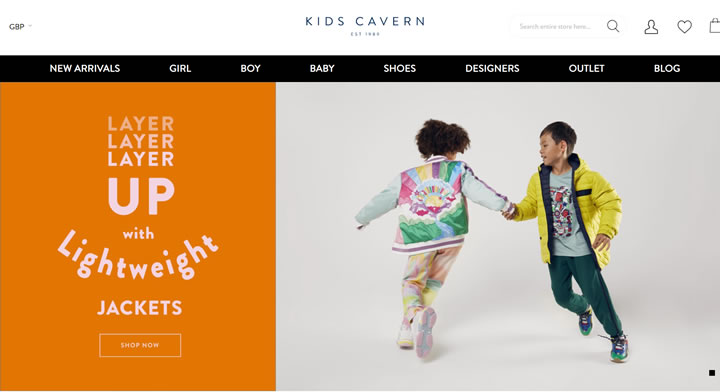 GBP
KIDS CAVERN
EST 1980
Search entire store here...
NEW ARRIVALS
GIRL
BOY
BABY
SHOES
DESIGNERS
OUTLET
BLOG
LAYER
LAYER
LAYER
UP
with
Lightweight
JACKETS
SHOP NOW